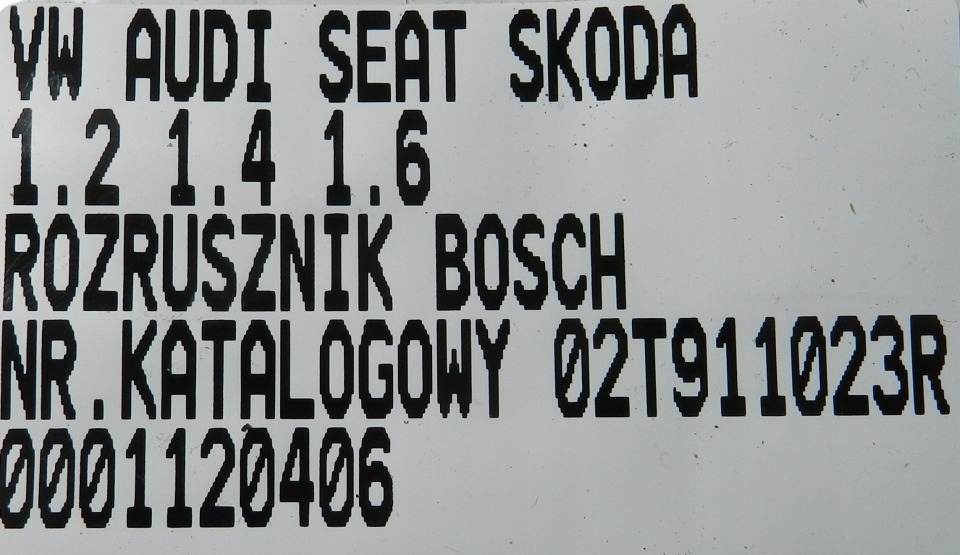 VW AUDI SEAT SKODA
1.2 1.4 1.6
ROZRUSZNIK BOSCH
NR.KATALOGOWY 02T911023R
0001120406